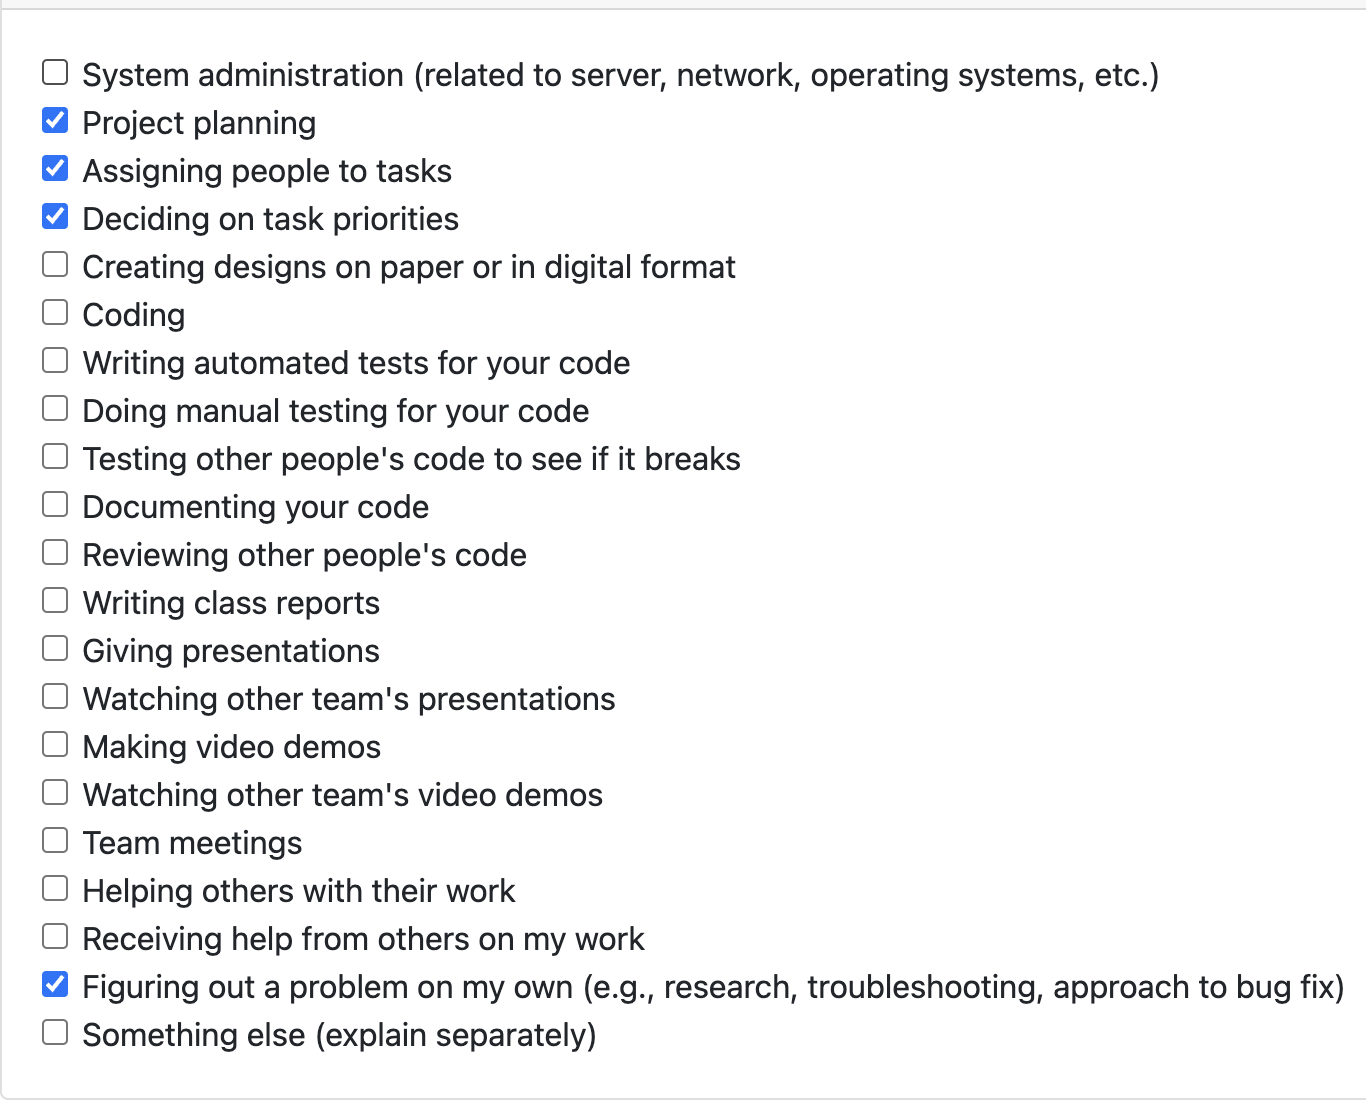 System administration (related to server, network, operating systems, etc.)
Project planning
Assigning people to tasks
Deciding on task priorities
Creating designs on paper or in digital format
Coding
Writing automated tests for your code
Doing manual testing for your code
Testing other people's code to see if it breaks
Documenting your code
Reviewing other people's code
Writing class reports
Giving presentations
Watching other team's presentations
Making video demos
Watching other team's video demos
Team meetings
Helping others with their work
Receiving help from others on my work
Figuring out a problem on my own (e.g., research, troubleshooting, approach to bug fix)
Something else (explain separately)